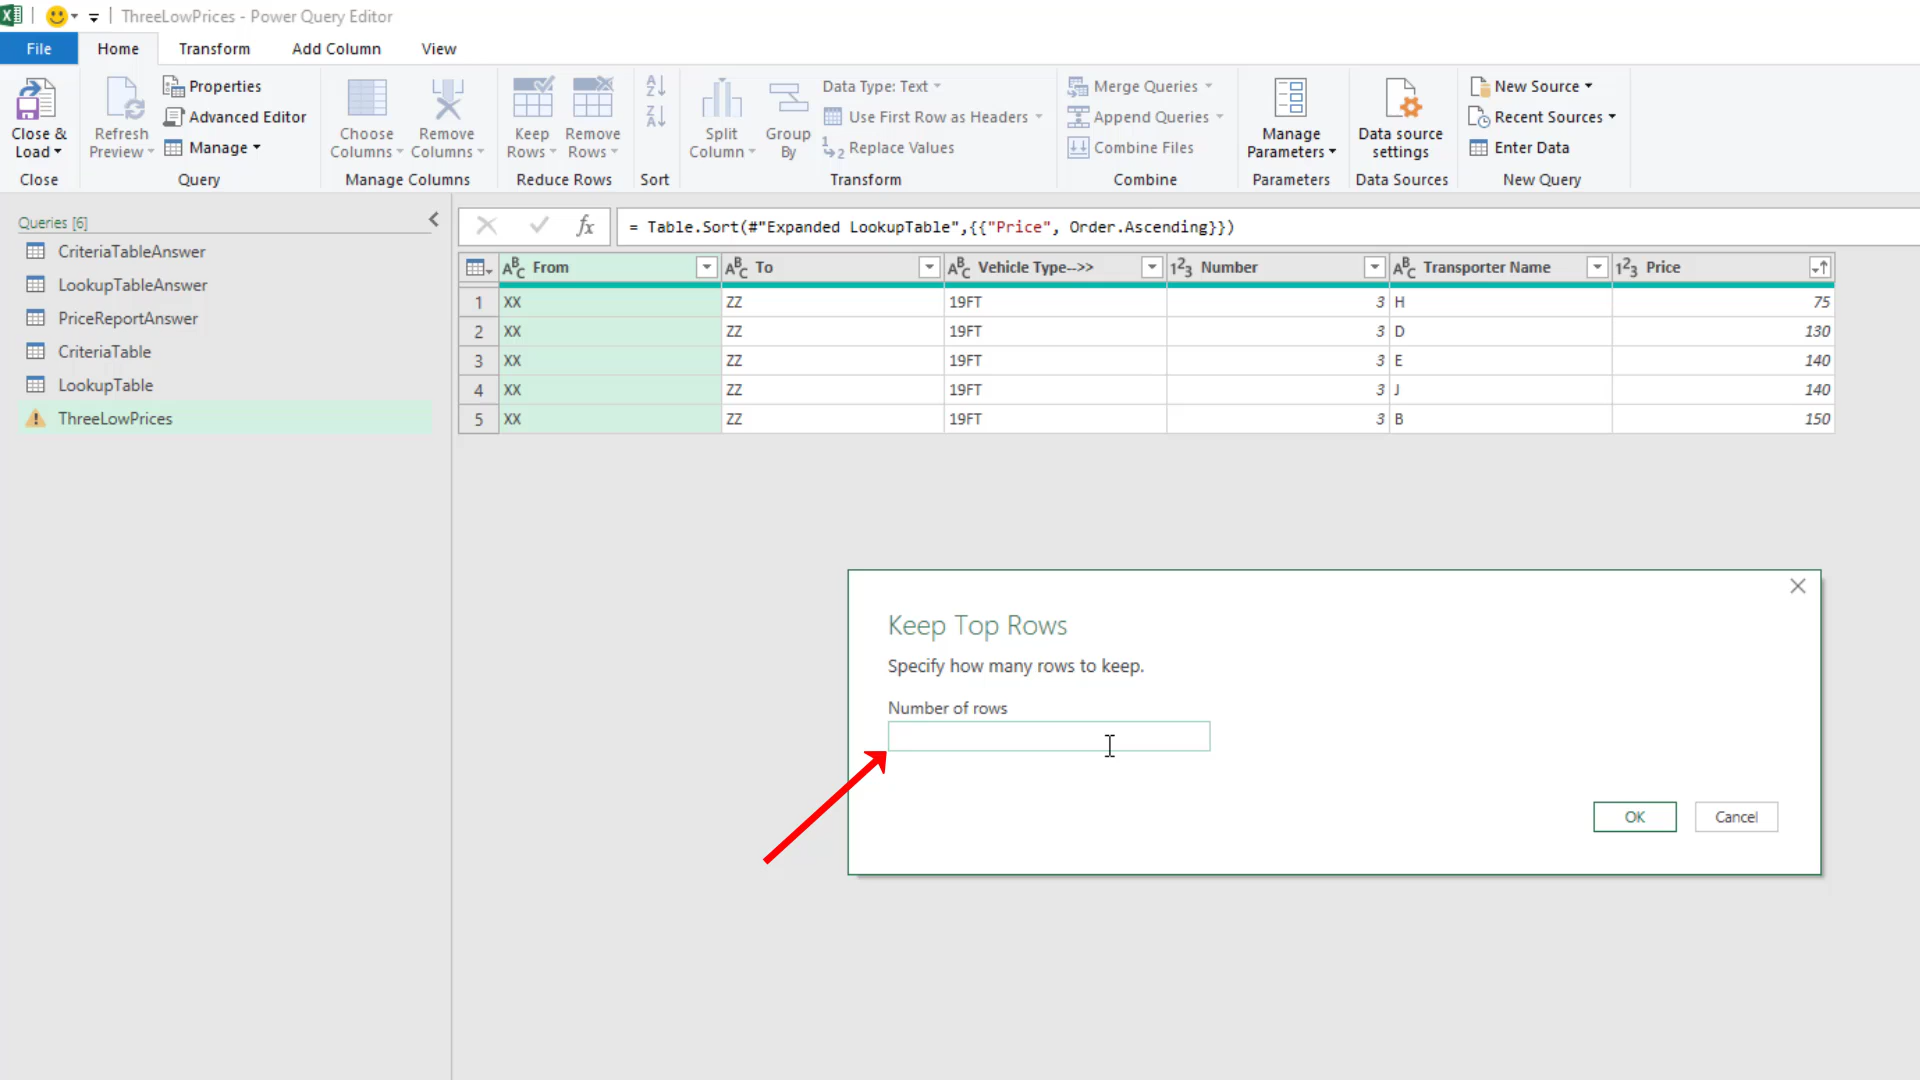 ThreeLowPrices - Power Query Editor
File
Home
Transform
Add Column
View
Close & Load
Refresh Preview
Properties
Advanced Editor
Manage
Choose Columns
Remove Columns
Keep Rows
Remove Rows
Split Column
Group By
Data Type: Text
Use First Row as Headers
Replace Values
Merge Queries
Append Queries
Combine Files
Manage Parameters
Data source settings
New Source
Recent Sources
Enter Data
Close
Query
Manage Columns
Reduce Rows
Sort
Transform
Combine
Parameters
Data Sources
New Query
Queries [6]
CriteriaTableAnswer
LookupTableAnswer
PriceReportAnswer
CriteriaTable
LookupTable
ThreeLowPrices
fx
= Table.Sort(#"Expanded LookupTable",{{"Price", Order.Ascending}})
ABC From ABC To ABC Vehicle Type-->> 123 Number ABC Transporter Name 123 Price
1 XX ZZ 19FT 3 H 75
2 XX ZZ 19FT 3 D 130
3 XX ZZ 19FT 3 E 140
4 XX ZZ 19FT 3 J 140
5 XX ZZ 19FT 3 B 150
Keep Top Rows
Specify how many rows to keep.
Number of rows
OK
Cancel